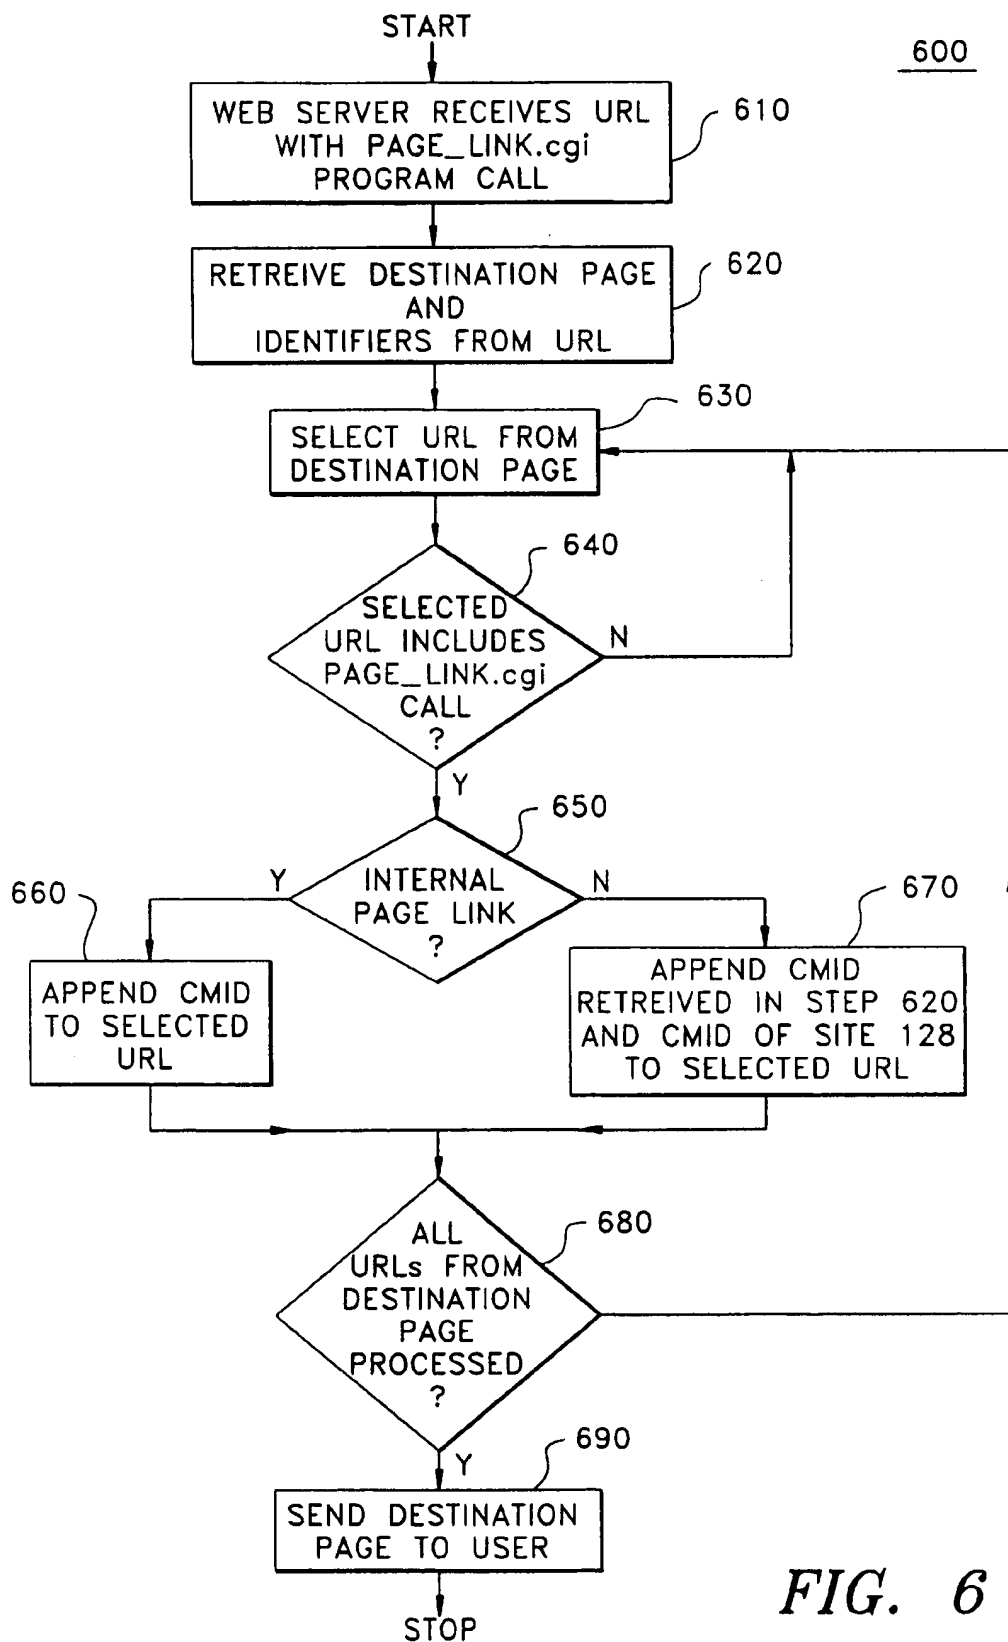 START
600
WEB SERVER RECEIVES URL
WITH PAGE_LINK.cgi
PROGRAM CALL
610
RETREIVE DESTINATION PAGE
AND
IDENTIFIERS FROM URL
620
SELECT URL FROM
DESTINATION PAGE
630
SELECTED
URL INCLUDES
PAGE_LINK.cgi
CALL
?
640
N
Y
INTERNAL
PAGE LINK
?
650
Y
N
660
APPEND CMID
TO SELECTED
URL
670
APPEND CMID
RETREIVED IN STEP 620
AND CMID OF SITE 128
TO SELECTED URL
ALL
URLs FROM
DESTINATION
PAGE
PROCESSED
?
680
Y
690
SEND DESTINATION
PAGE TO USER
STOP
FIG. 6